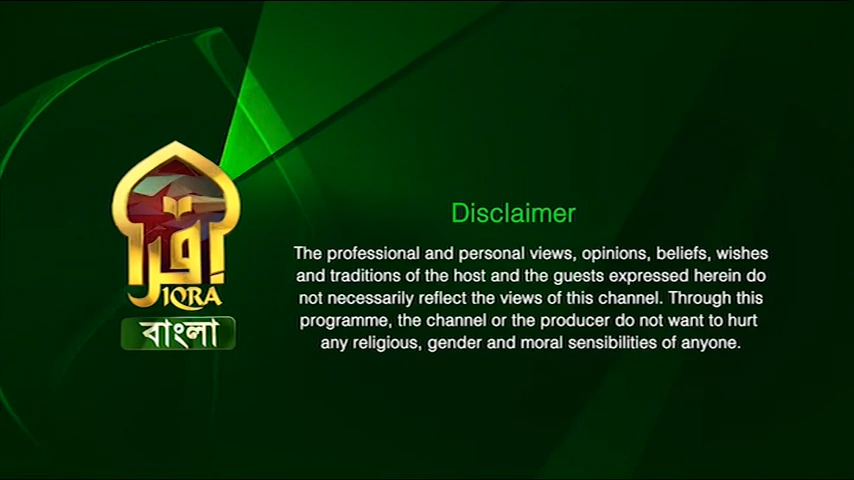 Disclaimer
The professional and personal views, opinions, beliefs, wishes
and traditions of the host and the guests expressed herein do
not necessarily reflect the views of this channel. Through this
programme, the channel or the producer do not want to hurt
any religious, gender and moral sensibilities of anyone.
اقرأ
IQRA
বাংলা